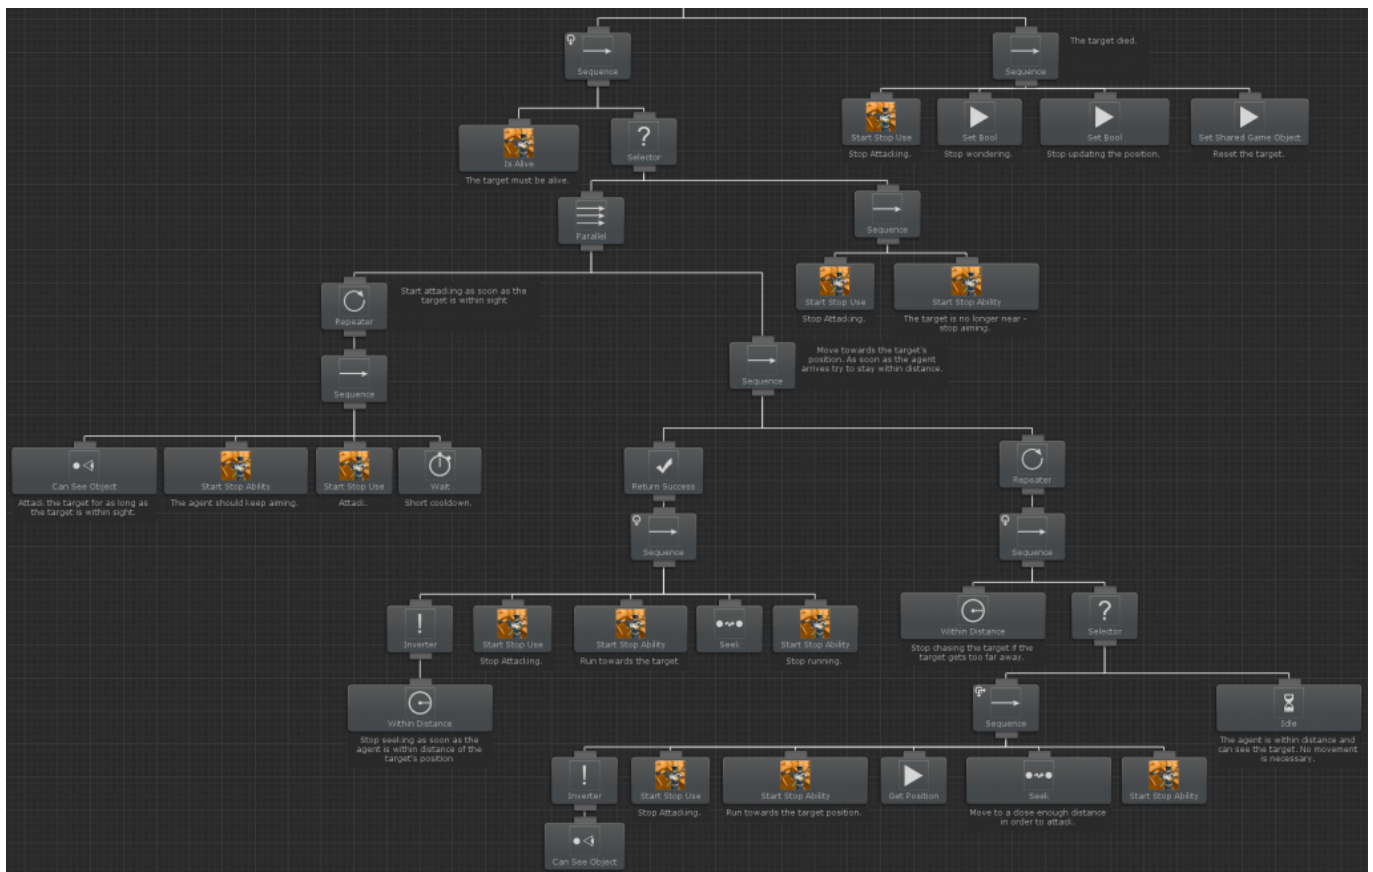 The target died.
Sequence
Sequence
Start Stop Use
Set Bool
Set Bool
Set Shared Game Object
Stop Attacking.
Stop wondering.
Stop updating the position.
Reset the target.
Is Alive
Selector
The target must be alive.
Parallel
Sequence
Start Stop Use
Start Stop Ability
Stop Attacking.
The target is no longer near -
stop aiming.
Start attacking as soon as the
target is within sight
Repeater
Move towards the target's
position. As soon as the agent
arrives try to stay within distance.
Sequence
Sequence
Can See Object
Start Stop Ability
Start Stop Use
Wait
Attack the target for as long as
the target is within sight.
The agent should keep aiming.
Attack.
Short cooldown.
Return Success
Repeater
Sequence
Sequence
Inverter
Start Stop Use
Start Stop Ability
Seek
Start Stop Ability
Stop Attacking.
Run towards the target
Stop running.
Within Distance
Selector
Stop chasing the target if the
target gets too far away.
Within Distance
Stop seeking as soon as the
agent is within distance of the
target's position
Sequence
Idle
The agent is within distance and
can see the target. No movement
is necessary.
Inverter
Start Stop Use
Start Stop Ability
Get Position
Seek
Start Stop Ability
Stop Attacking.
Run towards the target position.
Move to a close enough distance
in order to attack.
Can See Object